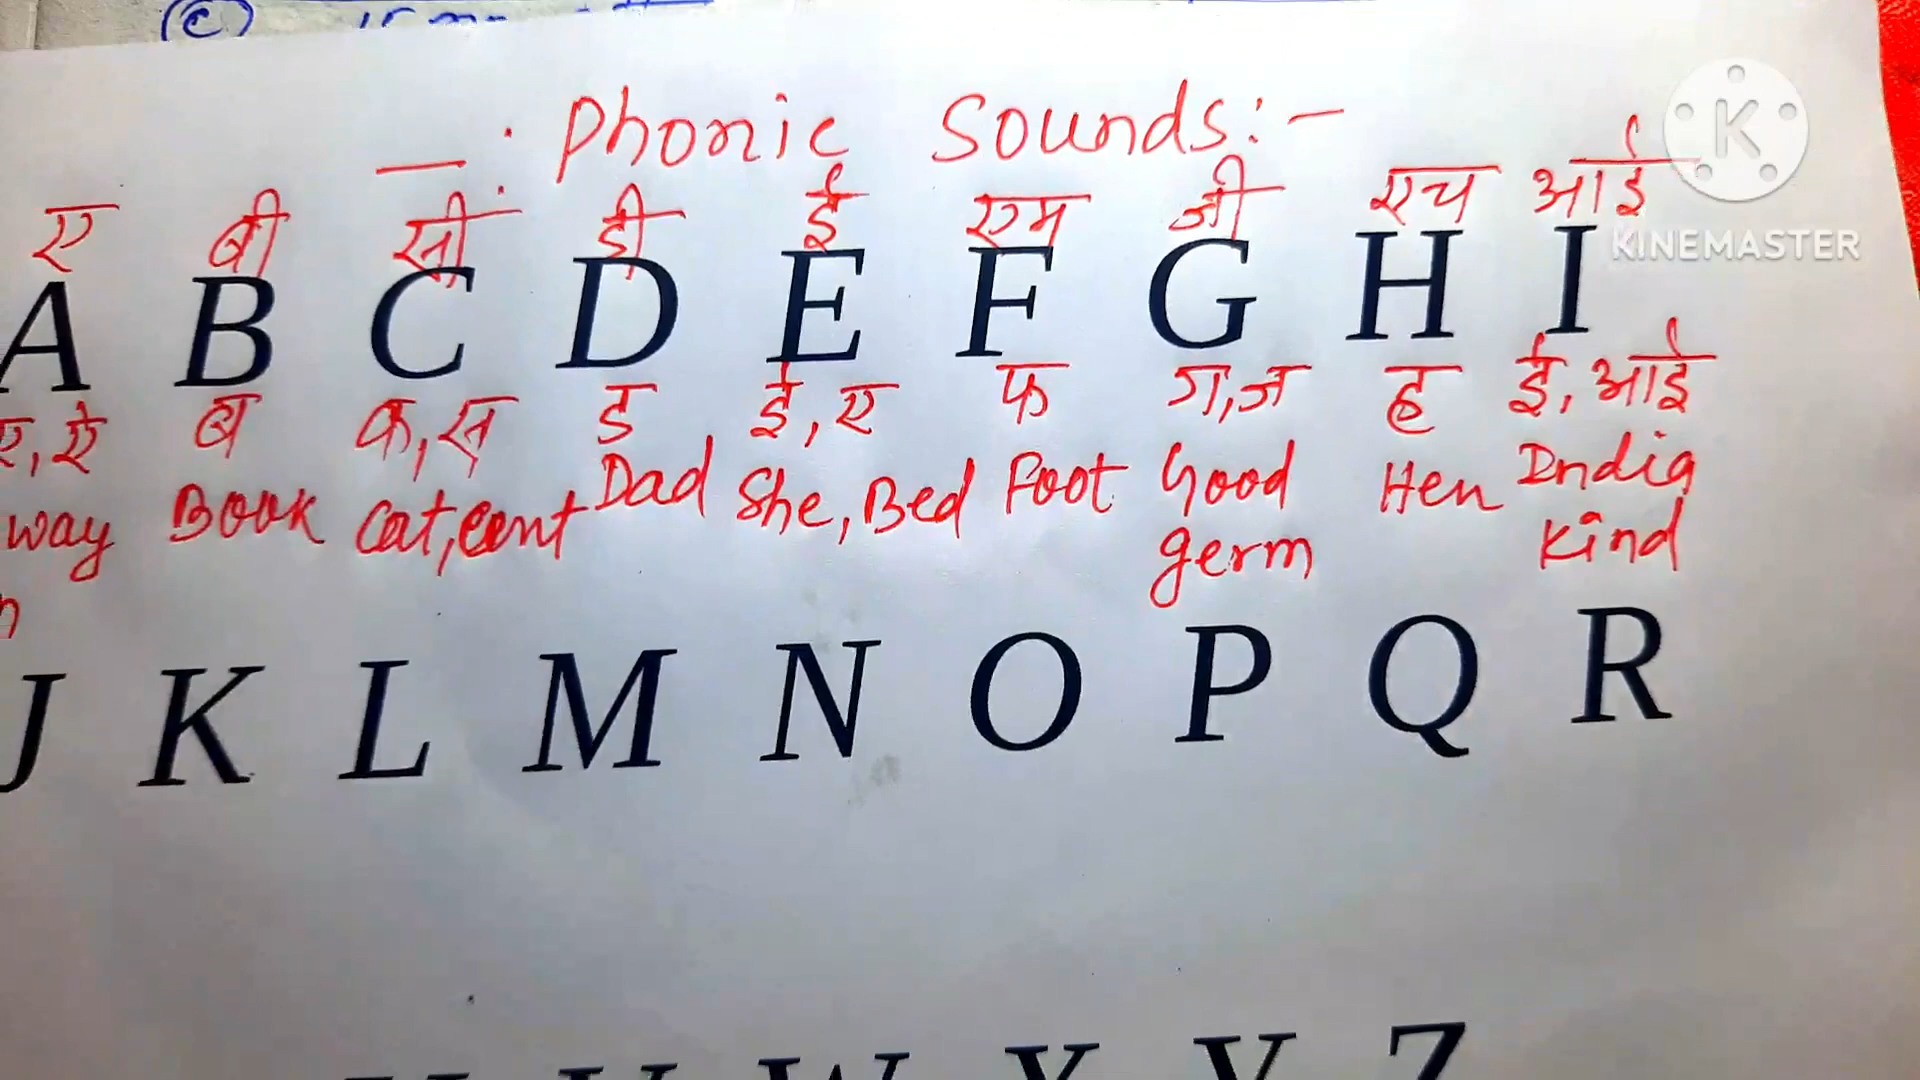 —: Phonic Sounds:-
ए बी सी डी ई एम जी एच आई
A B C D E F G H I
ए,ऐ ब क,स ड ई,ए फ ग,ज ह ई,आई
way Book Cat,Cent Dad She,Bed Foot Good Hen India
germ Kind
J K L M N O P Q R
W X Y Z
K
KINEMASTER